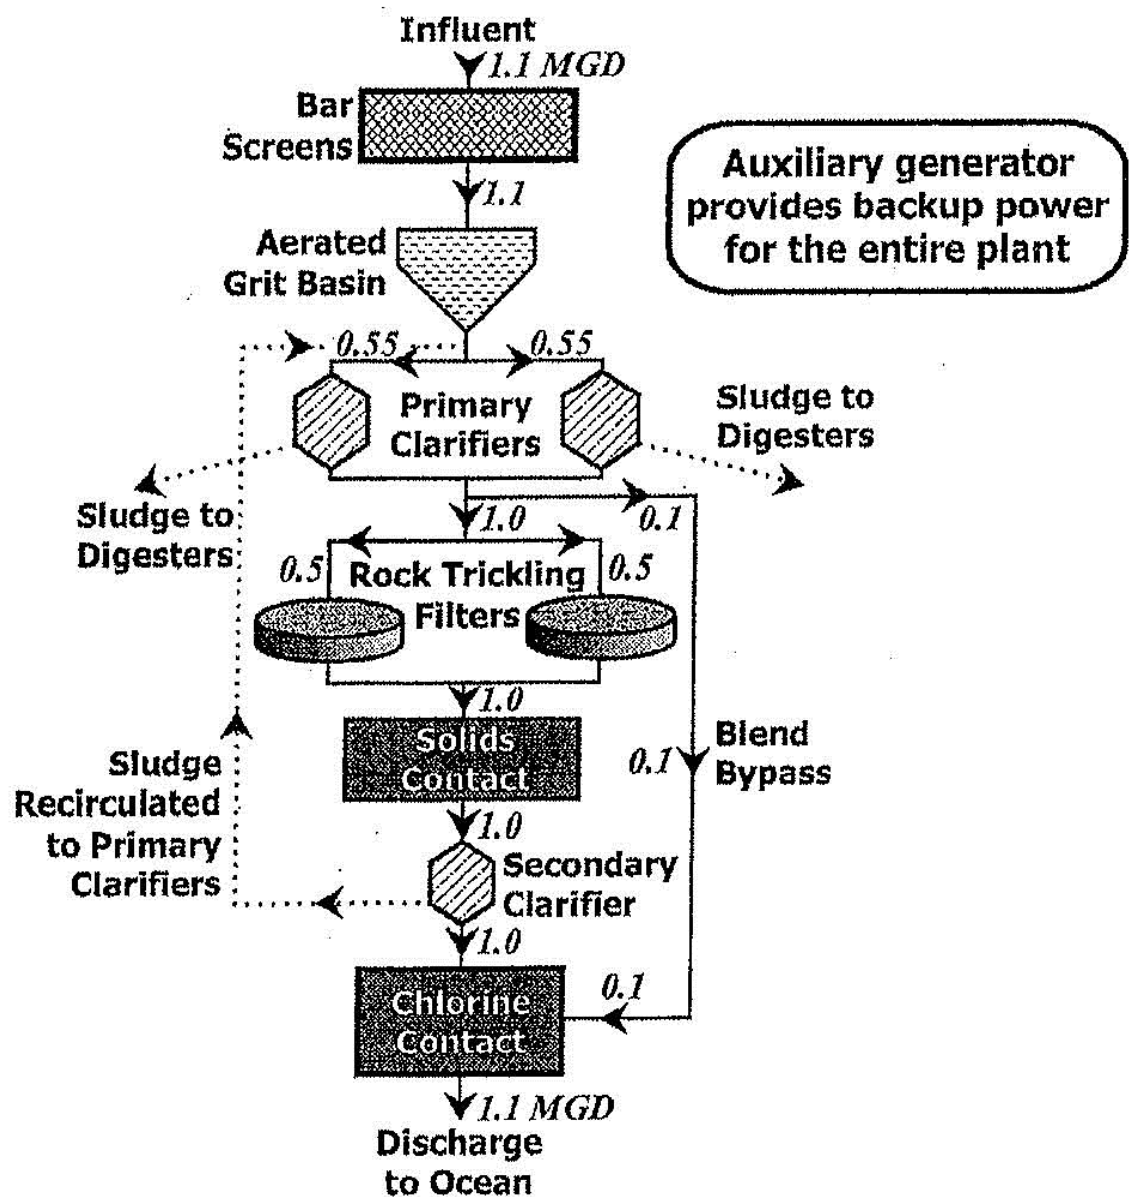 Influent
1.1 MGD
Bar
Screens
Auxiliary generator
provides backup power
for the entire plant
1.1
Aerated
Grit Basin
0.55
0.55
Primary
Clarifiers
Sludge to
Digesters
Sludge to
Digesters
1.0
0.1
0.5
Rock Trickling
Filters
0.5
1.0
Solids
Contact
0.1
Blend
Bypass
Sludge
Recirculated
to Primary
Clarifiers
1.0
Secondary
Clarifier
1.0
0.1
Chlorine
Contact
1.1 MGD
Discharge
to Ocean